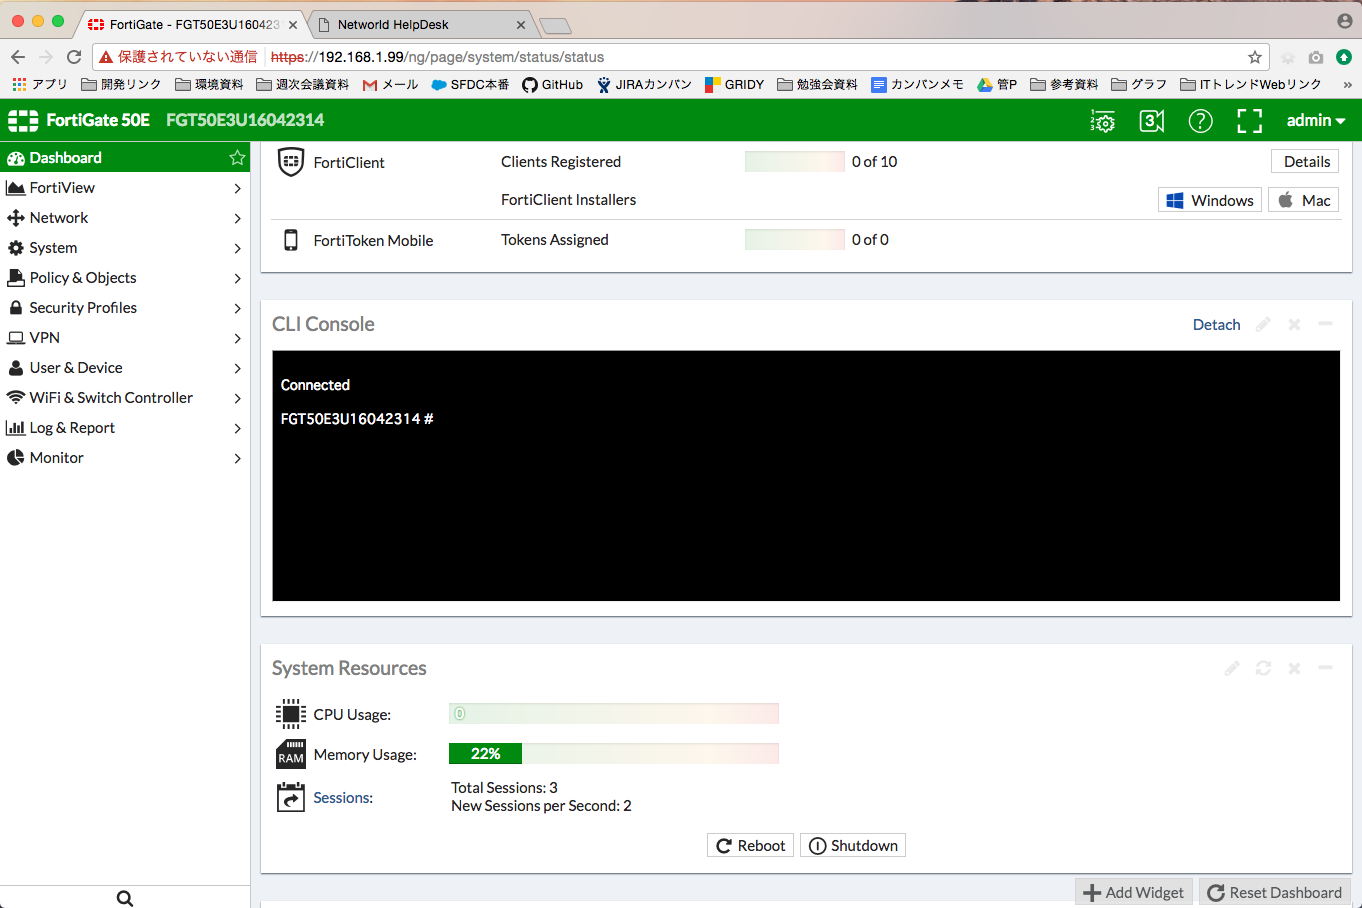 FortiGate - FGT50E3U16042314
Networld HelpDesk
保護されていない通信 https://192.168.1.99/ng/page/system/status/status
アプリ 開発リンク 環境資料 週次会議資料 メール SFDC本番 GitHub JIRAカンバン GRIDY 勉強会資料 カンバンメモ 管P 参考資料 グラフ ITトレンドWebリンク »
FortiGate 50E FGT50E3U16042314 3 ? admin
Dashboard
FortiView
Network
System
Policy & Objects
Security Profiles
VPN
User & Device
WiFi & Switch Controller
Log & Report
Monitor
FortiClient Clients Registered 0 of 10 Details
FortiClient Installers Windows Mac
FortiToken Mobile Tokens Assigned 0 of 0
CLI Console Detach
Connected
FGT50E3U16042314 #
System Resources
CPU Usage: 0
RAM Memory Usage: 22%
Sessions: Total Sessions: 3
New Sessions per Second: 2
Reboot Shutdown
Add Widget Reset Dashboard